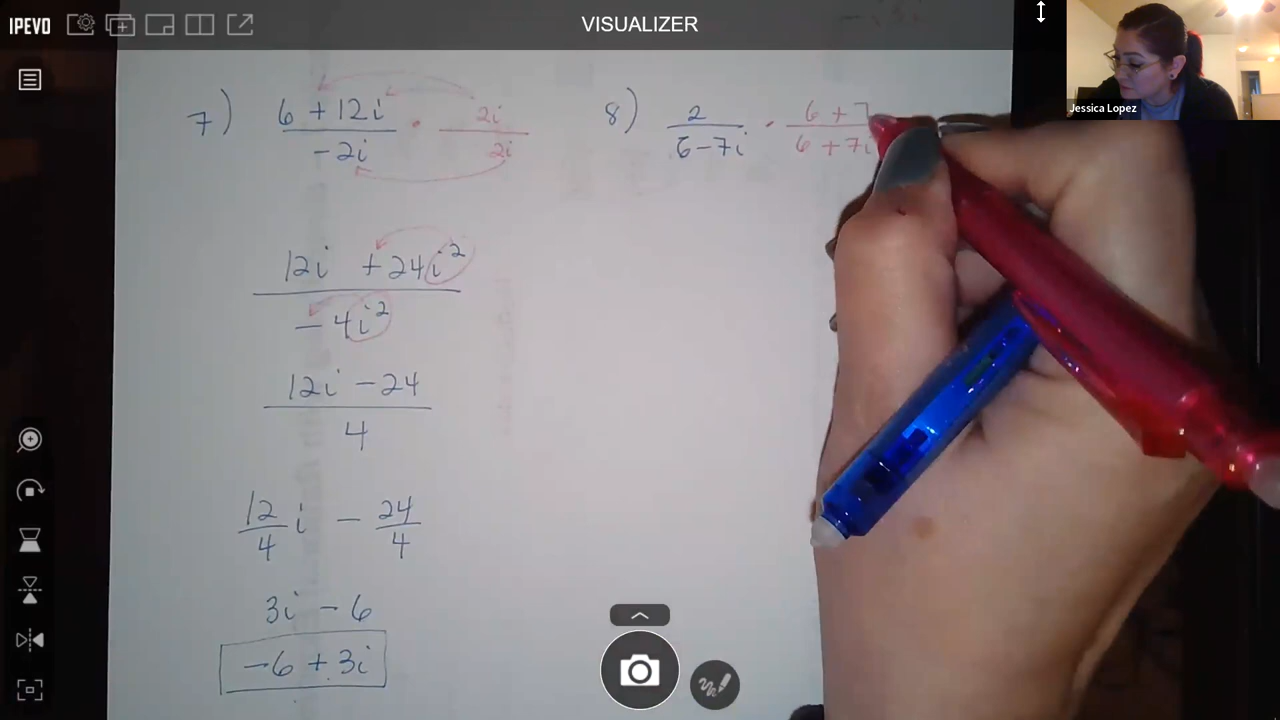 IPEVO
VISUALIZER
Jessica Lopez
7) (6 + 12i)/(-2i) · 2i/2i
(12i + 24i²)/(-4i²)
(12i - 24)/4
12/4 i - 24/4
3i - 6
-6 + 3i
8) 2/(6-7i) · (6 + 7)/(6 + 7i)